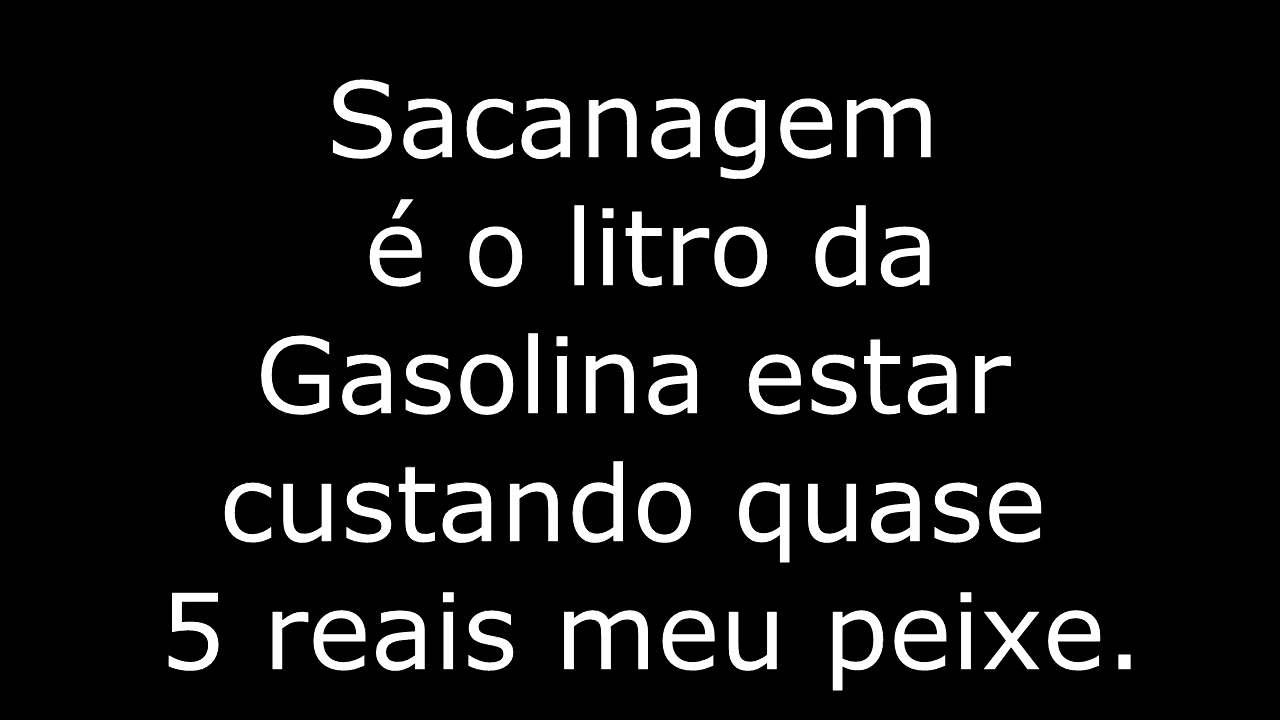 Sacanagem
é o litro da
Gasolina estar
custando quase
5 reais meu peixe.